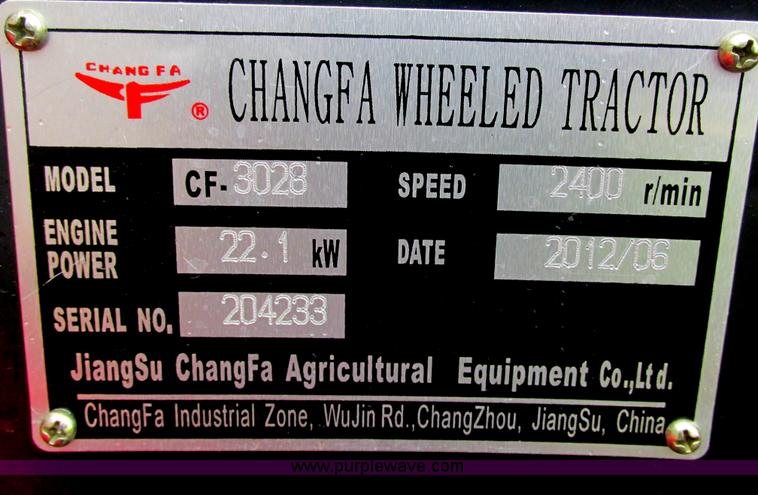 CHANG FA
®
CHANGFA WHEELED TRACTOR
MODEL CF-3028 SPEED 2400 r/min
ENGINE POWER 22.1 kW DATE 2012/06
SERIAL NO. 204233
JiangSu ChangFa Agricultural Equipment Co.,Ltd.
ChangFa Industrial Zone, WuJin Rd.,ChangZhou, JiangSu, China
www.purplewave.com